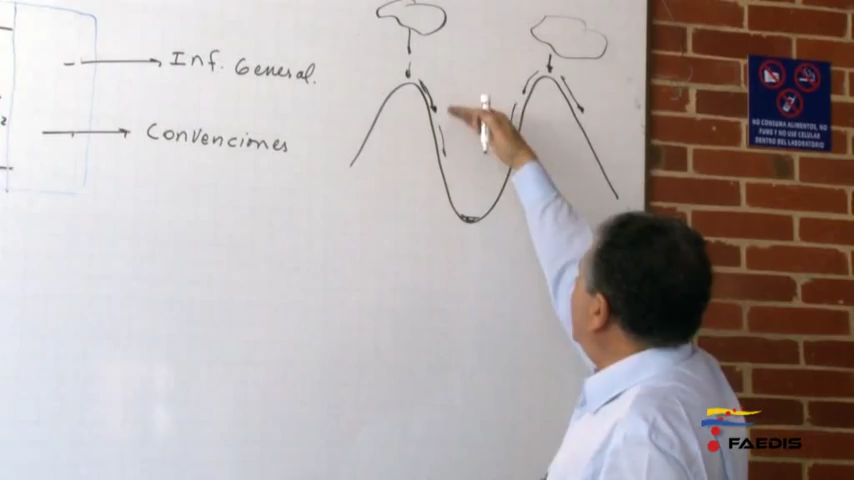 Inf. General.
Convenciones
NO CONSUMA ALIMENTOS, NO
FUME Y NO USE CELULAR
DENTRO DEL LABORATORIO
FAEDIS